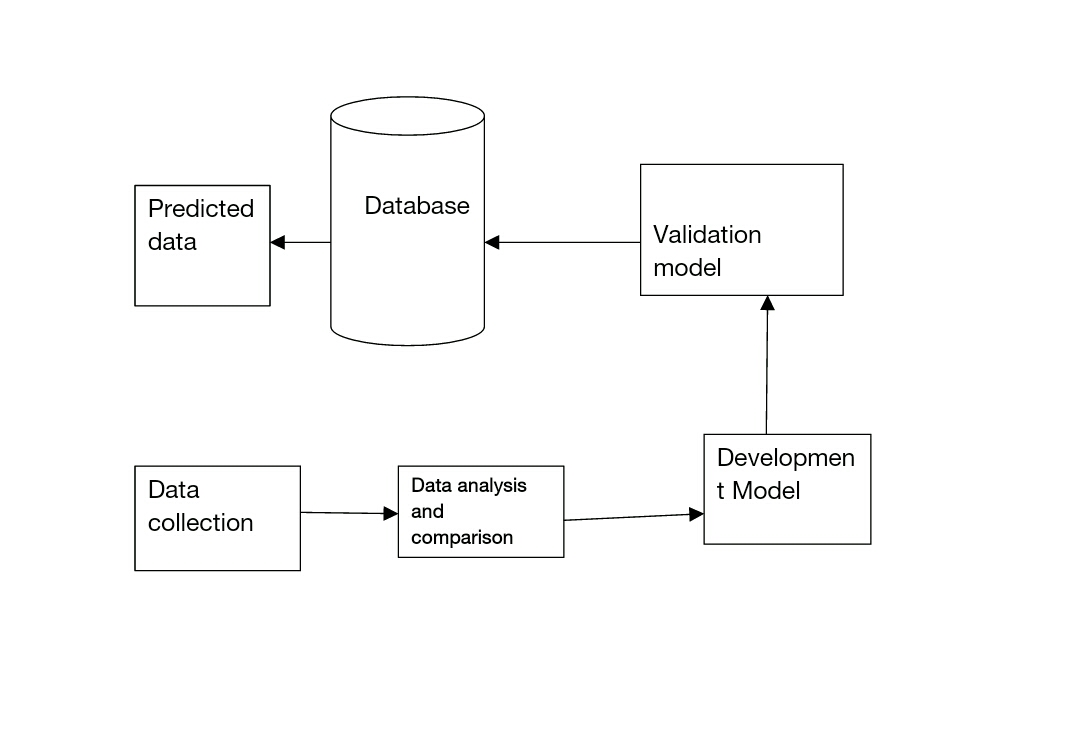 Predicted
data
Database
Validation
model
Data
collection
Data analysis
and
comparison
Developmen
t Model